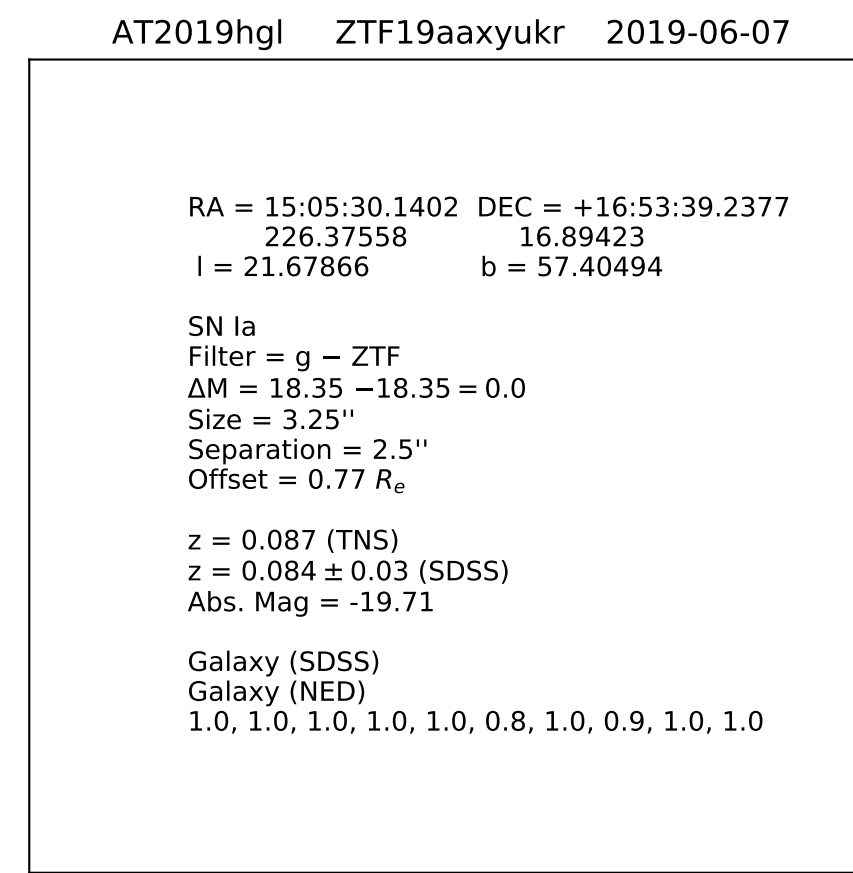 AT2019hgl ZTF19aaxyukr 2019-06-07
RA = 15:05:30.1402 DEC = +16:53:39.2377
226.37558 16.89423
l = 21.67866 b = 57.40494
SN Ia
Filter = g − ZTF
ΔM = 18.35 −18.35 = 0.0
Size = 3.25''
Separation = 2.5''
Offset = 0.77 Re
z = 0.087 (TNS)
z = 0.084 ± 0.03 (SDSS)
Abs. Mag = -19.71
Galaxy (SDSS)
Galaxy (NED)
1.0, 1.0, 1.0, 1.0, 1.0, 0.8, 1.0, 0.9, 1.0, 1.0